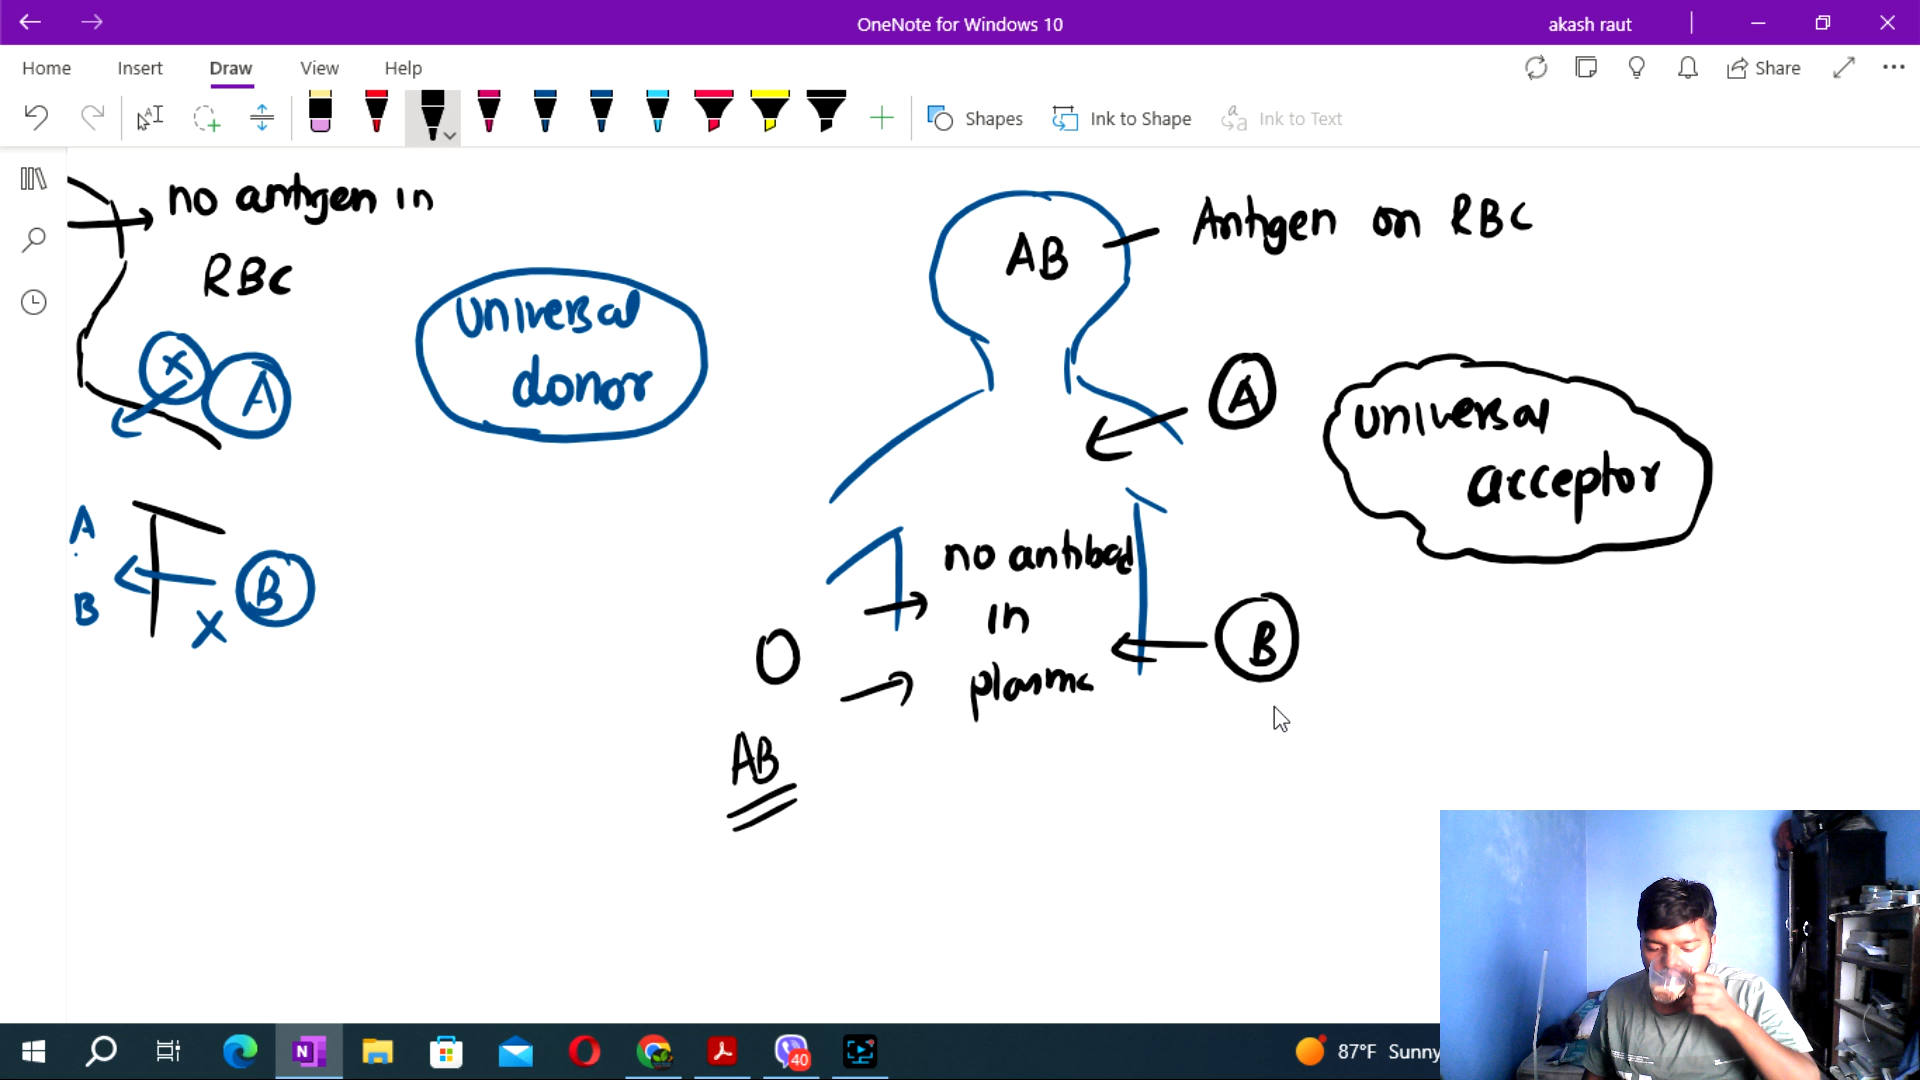 OneNote for Windows 10
akash raut
Home
Insert
Draw
View
Help
Share
Shapes
Ink to Shape
Ink to Text
no antigen in
RBC
universal
donor
X
A
A
B
X
B
AB
Antigen on RBC
A
universal
acceptor
no antibod
in
plasma
O
AB
B
40
87°F Sunny